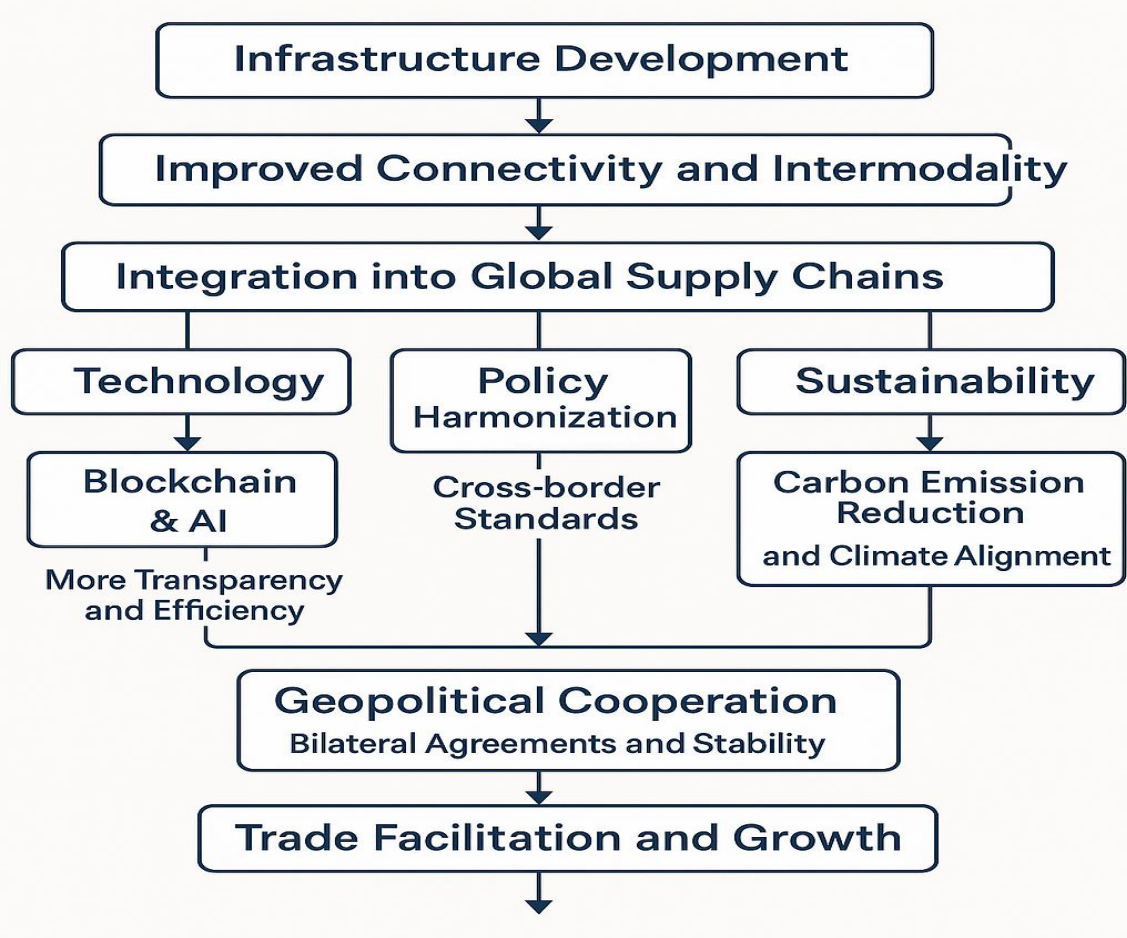 Infrastructure Development
Improved Connectivity and Intermodality
Integration into Global Supply Chains
Technology
Policy
Harmonization
Sustainability
Blockchain
& AI
Cross-border
Standards
Carbon Emission
Reduction
and Climate Alignment
More Transparency
and Efficiency
Geopolitical Cooperation
Bilateral Agreements and Stability
Trade Facilitation and Growth